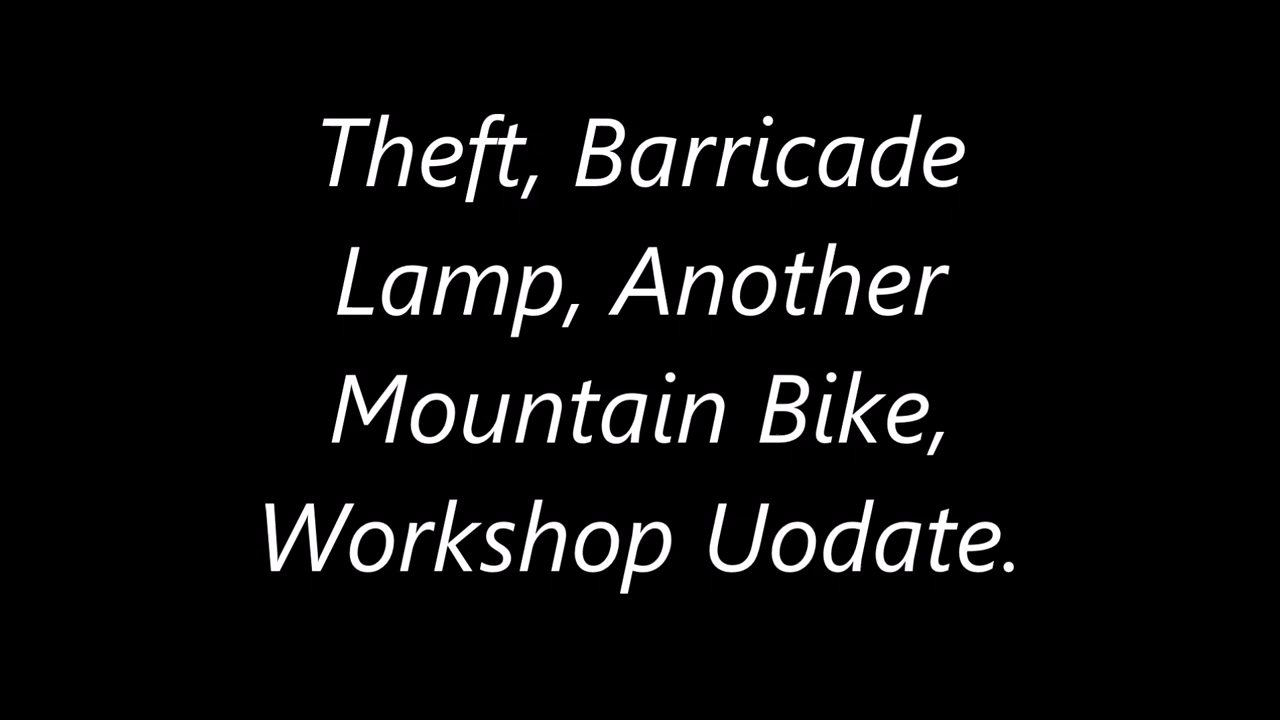 Theft, Barricade
Lamp, Another
Mountain Bike,
Workshop Uodate.